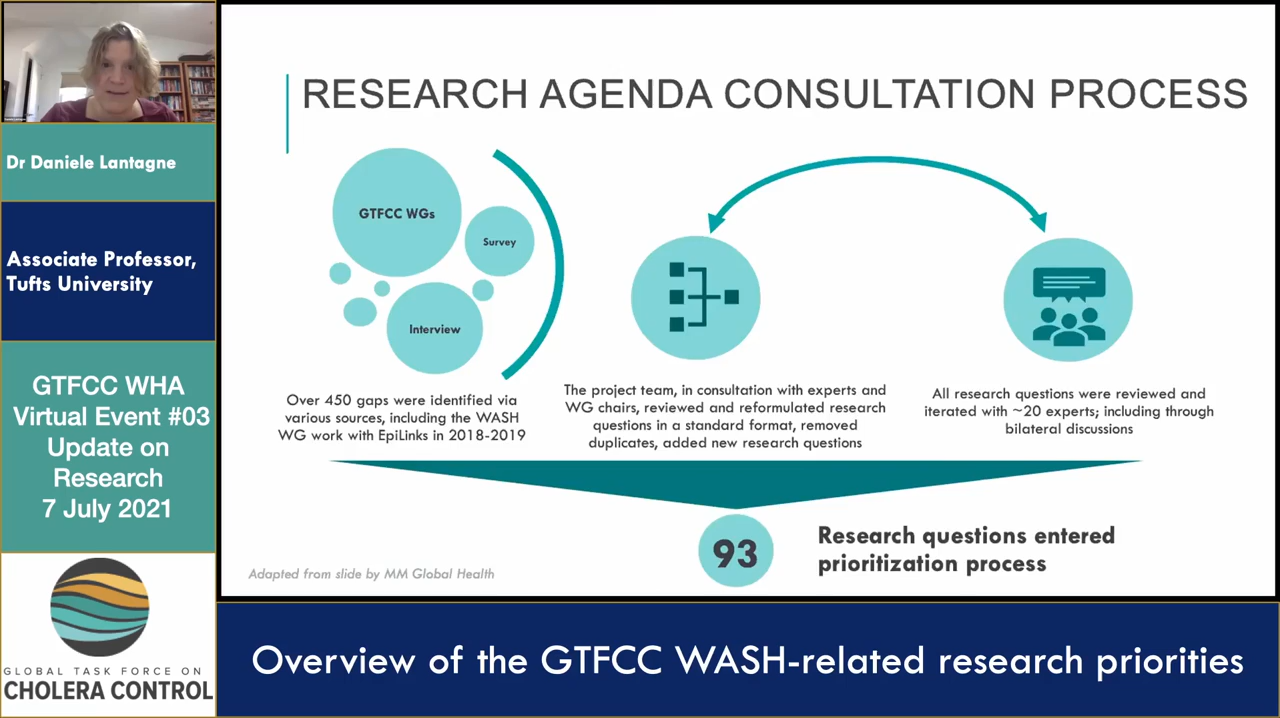 Dr Daniele Lantagne
Associate Professor,
Tufts University
GTFCC WHA
Virtual Event #03
Update on
Research
7 July 2021
GLOBAL TASK FORCE ON
CHOLERA CONTROL
RESEARCH AGENDA CONSULTATION PROCESS
GTFCC WGs
Survey
Interview
Over 450 gaps were identified via
various sources, including the WASH
WG work with EpiLinks in 2018-2019
The project team, in consultation with experts and
WG chairs, reviewed and reformulated research
questions in a standard format, removed
duplicates, added new research questions
All research questions were reviewed and
iterated with ~20 experts; including through
bilateral discussions
93
Research questions entered
prioritization process
Adapted from slide by MM Global Health
Overview of the GTFCC WASH-related research priorities